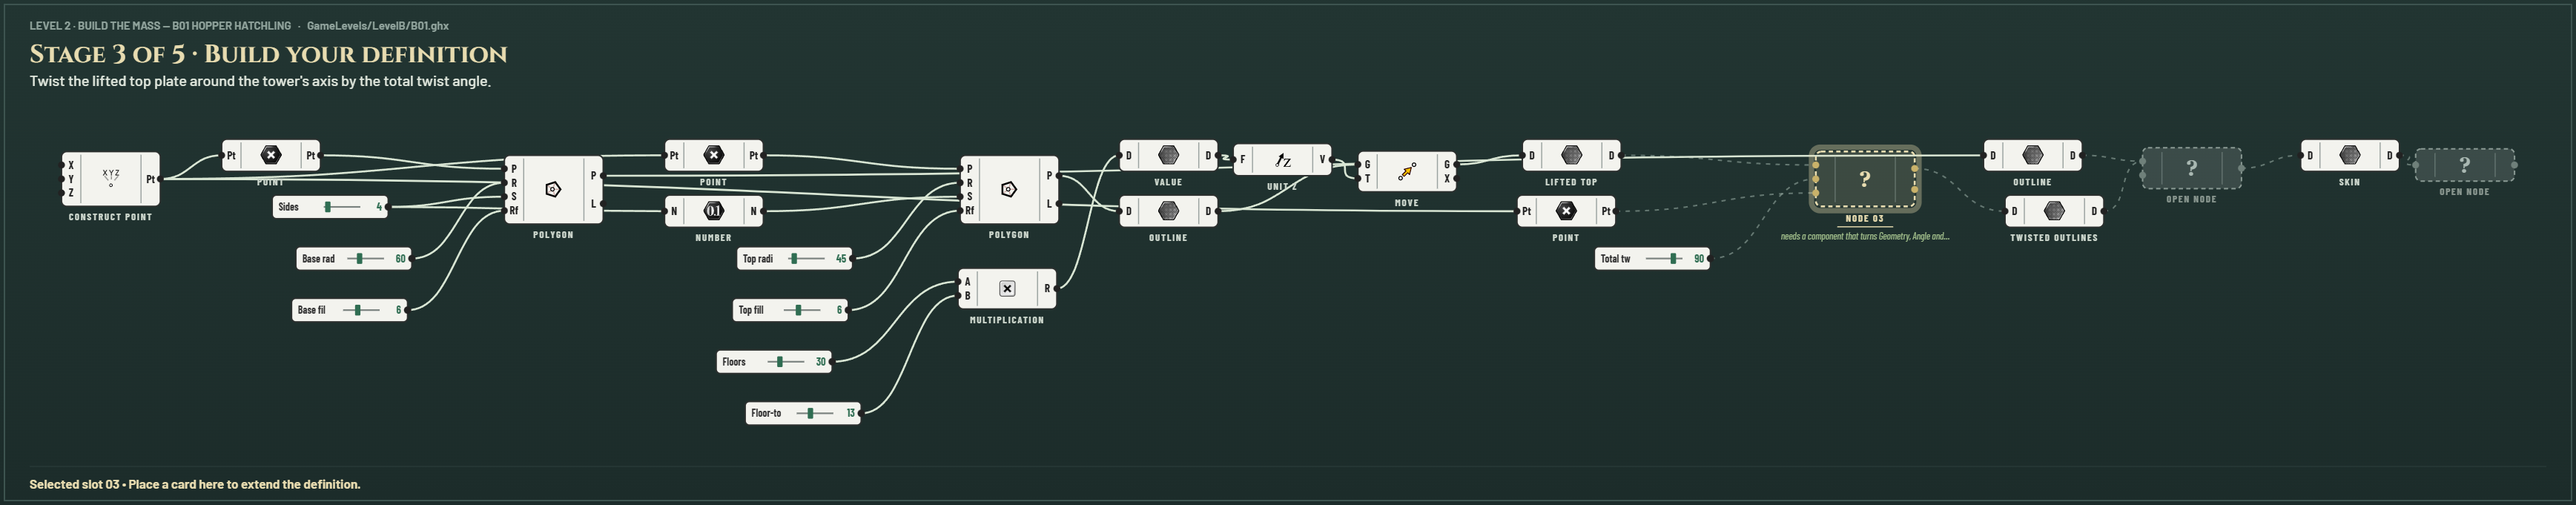 LEVEL 2 · BUILD THE MASS — B01 HOPPER HATCHLING · GameLevels/LevelB/B01.ghx
STAGE 3 OF 5 · BUILD YOUR DEFINITION
Twist the lifted top plate around the tower's axis by the total twist angle.
X
Y
Z
XYZ
Pt
CONSTRUCT POINT
Pt
Pt
POINT
Sides
4
Base rad
60
Base fil
6
P
R
S
Rf
P
L
POLYGON
Pt
Pt
POINT
N
0.1
N
NUMBER
Top radi
45
Top fill
6
Floors
30
Floor-to
13
P
R
S
Rf
P
L
POLYGON
A
B
R
MULTIPLICATION
D
D
VALUE
D
D
OUTLINE
F
Z
V
UNIT Z
G
T
G
X
MOVE
D
D
LIFTED TOP
Pt
Pt
POINT
Total tw
90
?
NODE 03
needs a component that turns Geometry, Angle and...
D
D
OUTLINE
D
D
TWISTED OUTLINES
?
OPEN NODE
D
D
SKIN
?
OPEN NODE
Selected slot 03 • Place a card here to extend the definition.